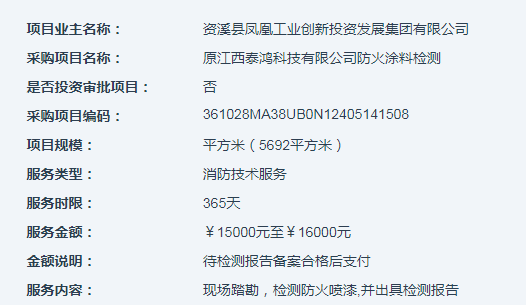 项目业主名称： 资溪县凤凰工业创新投资发展集团有限公司
采购项目名称： 原江西泰鸿科技有限公司防火涂料检测
是否投资审批项目： 否
采购项目编码： 361028MA38UB0N12405141508
项目规模： 平方米（5692平方米）
服务类型： 消防技术服务
服务时限： 365天
服务金额： ￥15000元至￥16000元
金额说明： 待检测报告备案合格后支付
服务内容： 现场踏勘，检测防火喷漆,并出具检测报告